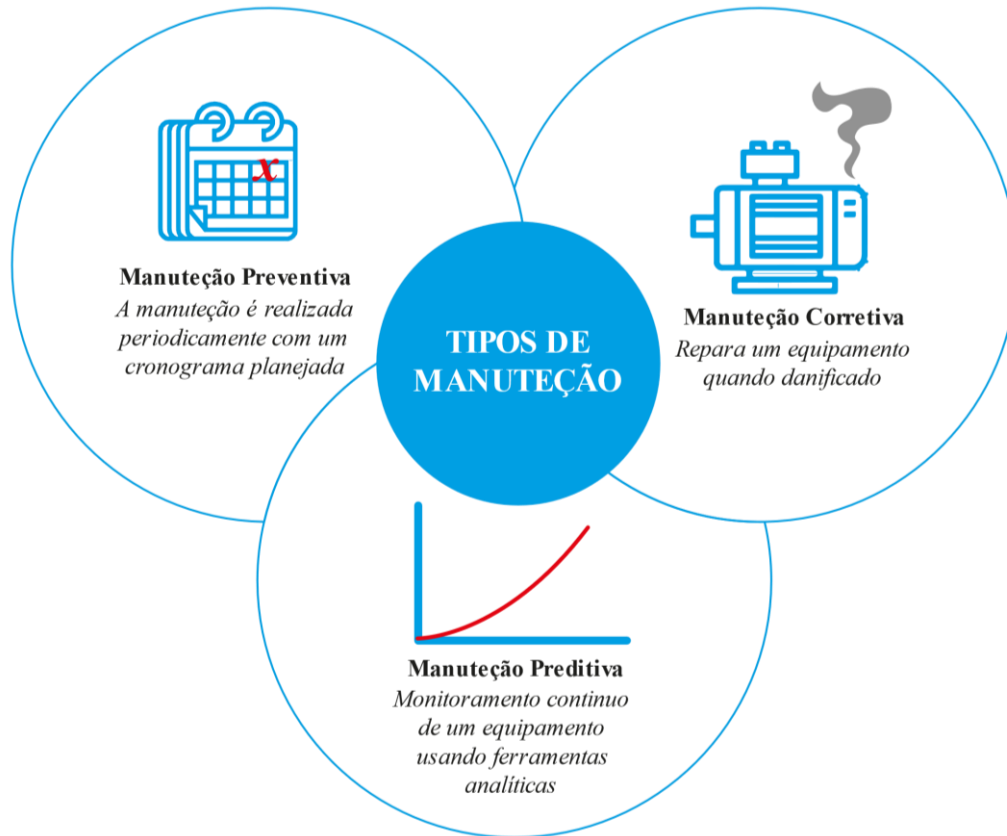 Manuteção Preventiva
A manuteção é realizada
periodicamente com um
cronograma planejada
x
TIPOS DE
MANUTEÇÃO
Manuteção Corretiva
Repara um equipamento
quando danificado
Manuteção Preditiva
Monitoramento continuo
de um equipamento
usando ferramentas
analíticas